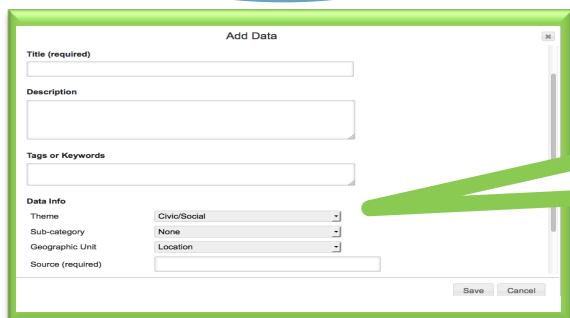 Add Data
Title (required)
Description
Tags or Keywords
Data Info
Theme Civic/Social
Sub-category None
Geographic Unit Location
Source (required)
Save Cancel